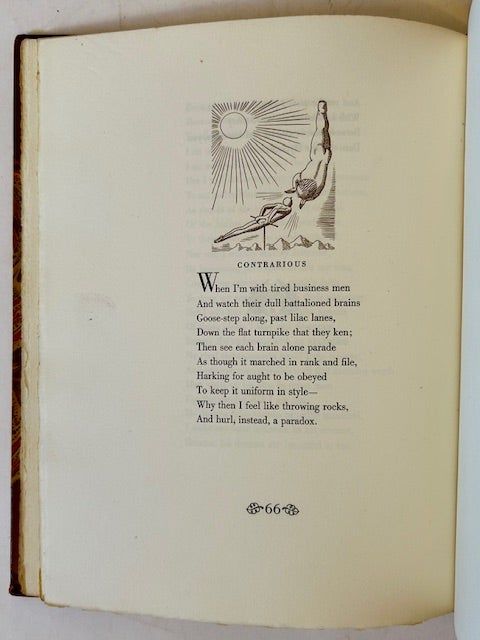 CONTRARIOUS
When I'm with tired business men
And watch their dull battalioned brains
Goose-step along, past lilac lanes,
Down the flat turnpike that they ken;
Then see each brain alone parade
As though it marched in rank and file,
Harking for aught to be obeyed
To keep it uniform in style—
Why then I feel like throwing rocks,
And hurl, instead, a paradox.
66